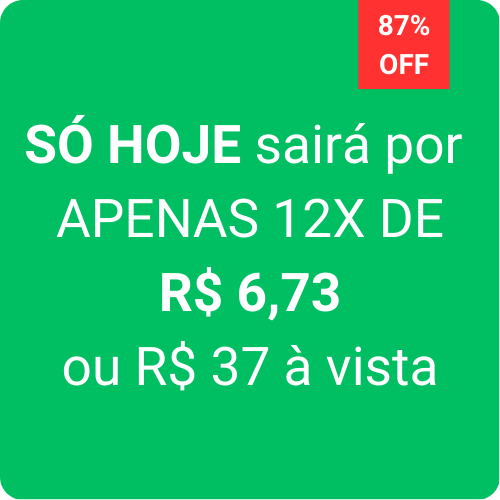 87%
OFF
SÓ HOJE sairá por
APENAS 12X DE
R$ 6,73
ou R$ 37 à vista